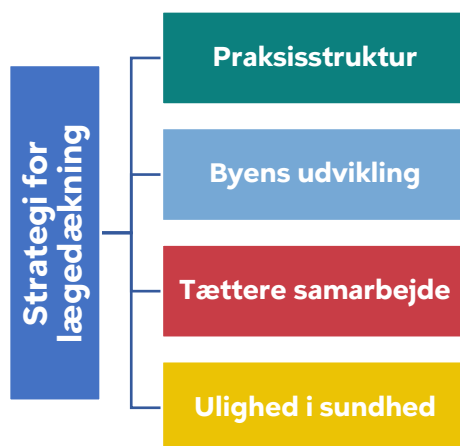 Strategi for
lægedækning
Praksisstruktur
Byens udvikling
Tættere samarbejde
Ulighed i sundhed